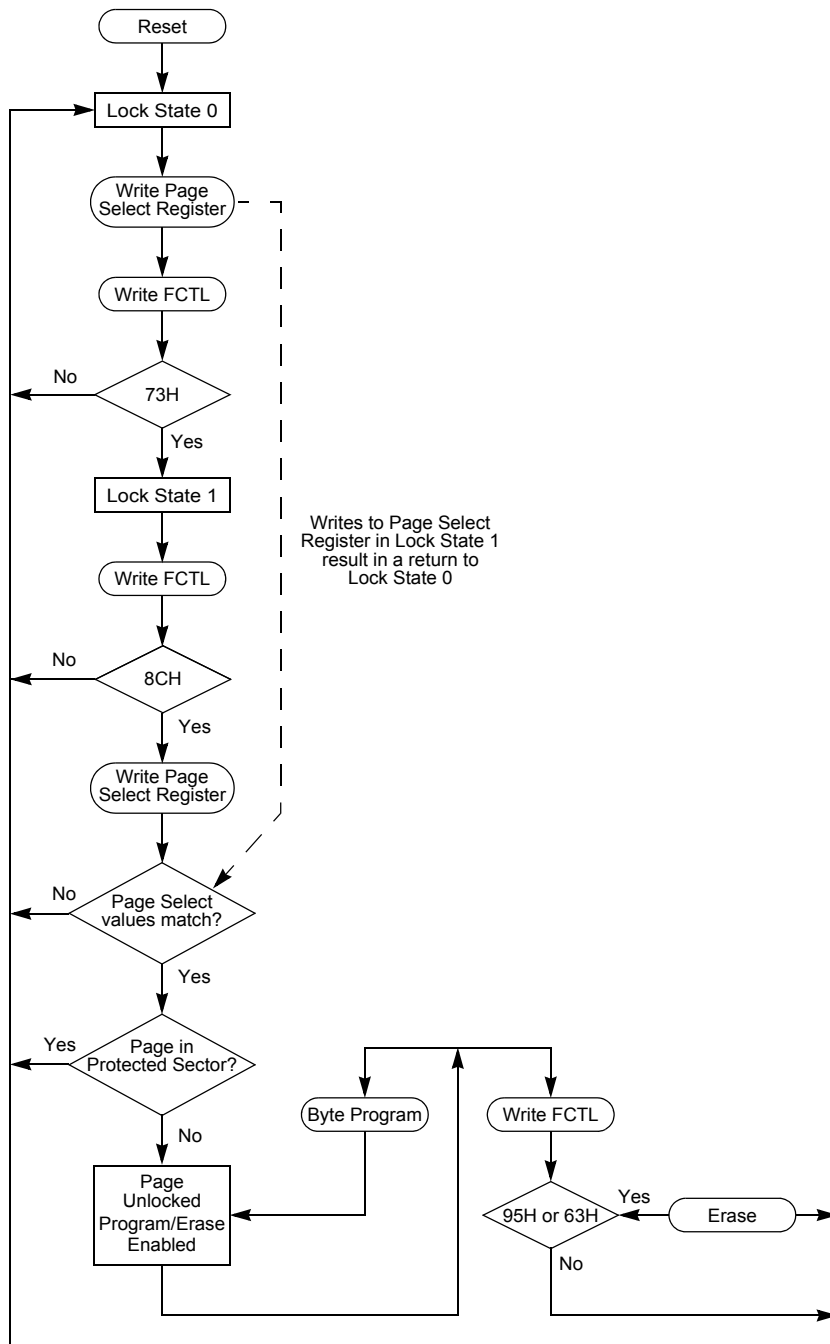 Reset
Lock State 0
Write Page
Select Register
Write FCTL
No
73H
Yes
Lock State 1
Writes to Page Select
Register in Lock State 1
result in a return to
Lock State 0
Write FCTL
No
8CH
Yes
Write Page
Select Register
No
Page Select
values match?
Yes
Yes
Page in
Protected Sector?
No
Byte Program
Write FCTL
Page
Unlocked
Program/Erase
Enabled
95H or 63H
Yes
Erase
No